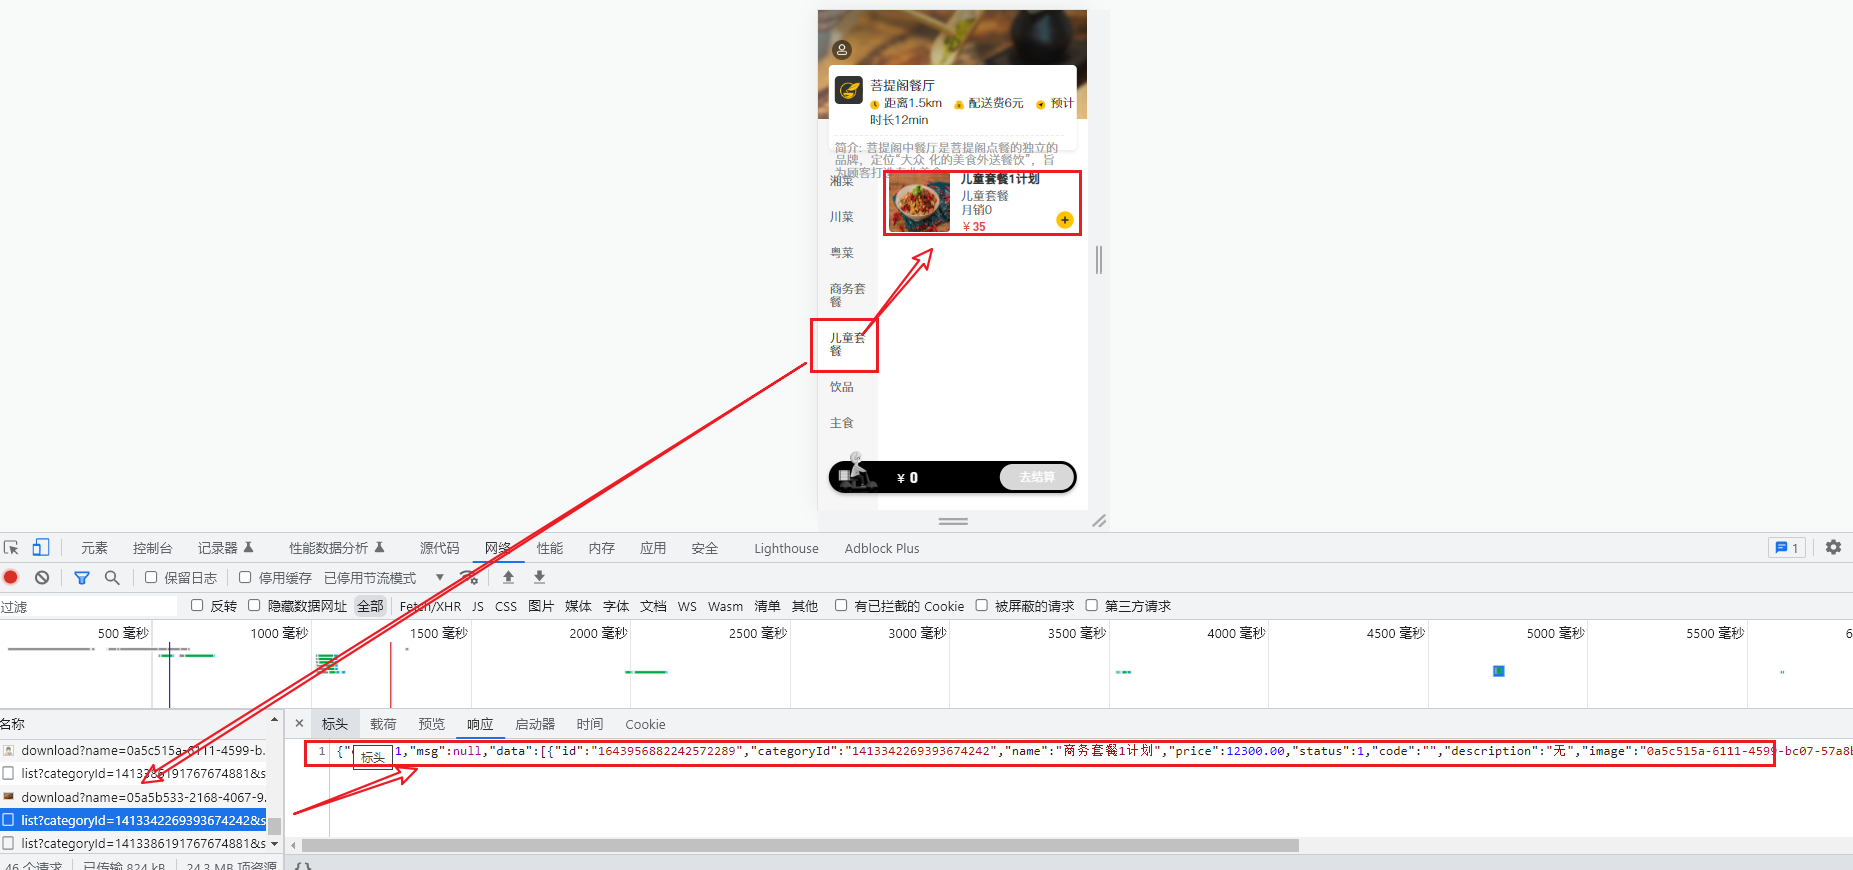 菩提阁餐厅
距离1.5km 配送费6元 预计
时长12min
简介: 菩提阁中餐厅是菩提阁点餐的独立的
品牌，定位“大众 化的美食外送餐饮”，旨
为顾客打造专业美食
湘菜
川菜
粤菜
商务套
餐
儿童套
餐
饮品
主食
儿童套餐1计划
儿童套餐
月销0
¥ 35
¥ 0
去结算
元素 控制台 记录器 性能数据分析 源代码 网络 性能 内存 应用 安全 Lighthouse Adblock Plus 1
保留日志 停用缓存 已停用节流模式
过滤 反转 隐藏数据网址 全部 Fetch/XHR JS CSS 图片 媒体 字体 文档 WS Wasm 清单 其他 有已拦截的 Cookie 被屏蔽的请求 第三方请求
500 毫秒 1000 毫秒 1500 毫秒 2000 毫秒 2500 毫秒 3000 毫秒 3500 毫秒 4000 毫秒 4500 毫秒 5000 毫秒 5500 毫秒 6
名称
download?name=0a5c515a-6111-4599-b.
list?categoryId=1413386191767674881&s
download?name=05a5b533-2168-4067-9.
list?categoryId=1413342269393674242&s
list?categoryId=1413386191767674881&s
46 个请求 已传输 824 kB 24.3 MB 项资源
× 标头 载荷 预览 响应 启动器 时间 Cookie
1 {" 1,"msg":null,"data":[{"id":"1643956882242572289","categoryId":"1413342269393674242","name":"商务套餐1计划","price":12300.00,"status":1,"code":"","description":"无","image":"0a5c515a-6111-4599-bc07-57a8b
标头
{ }